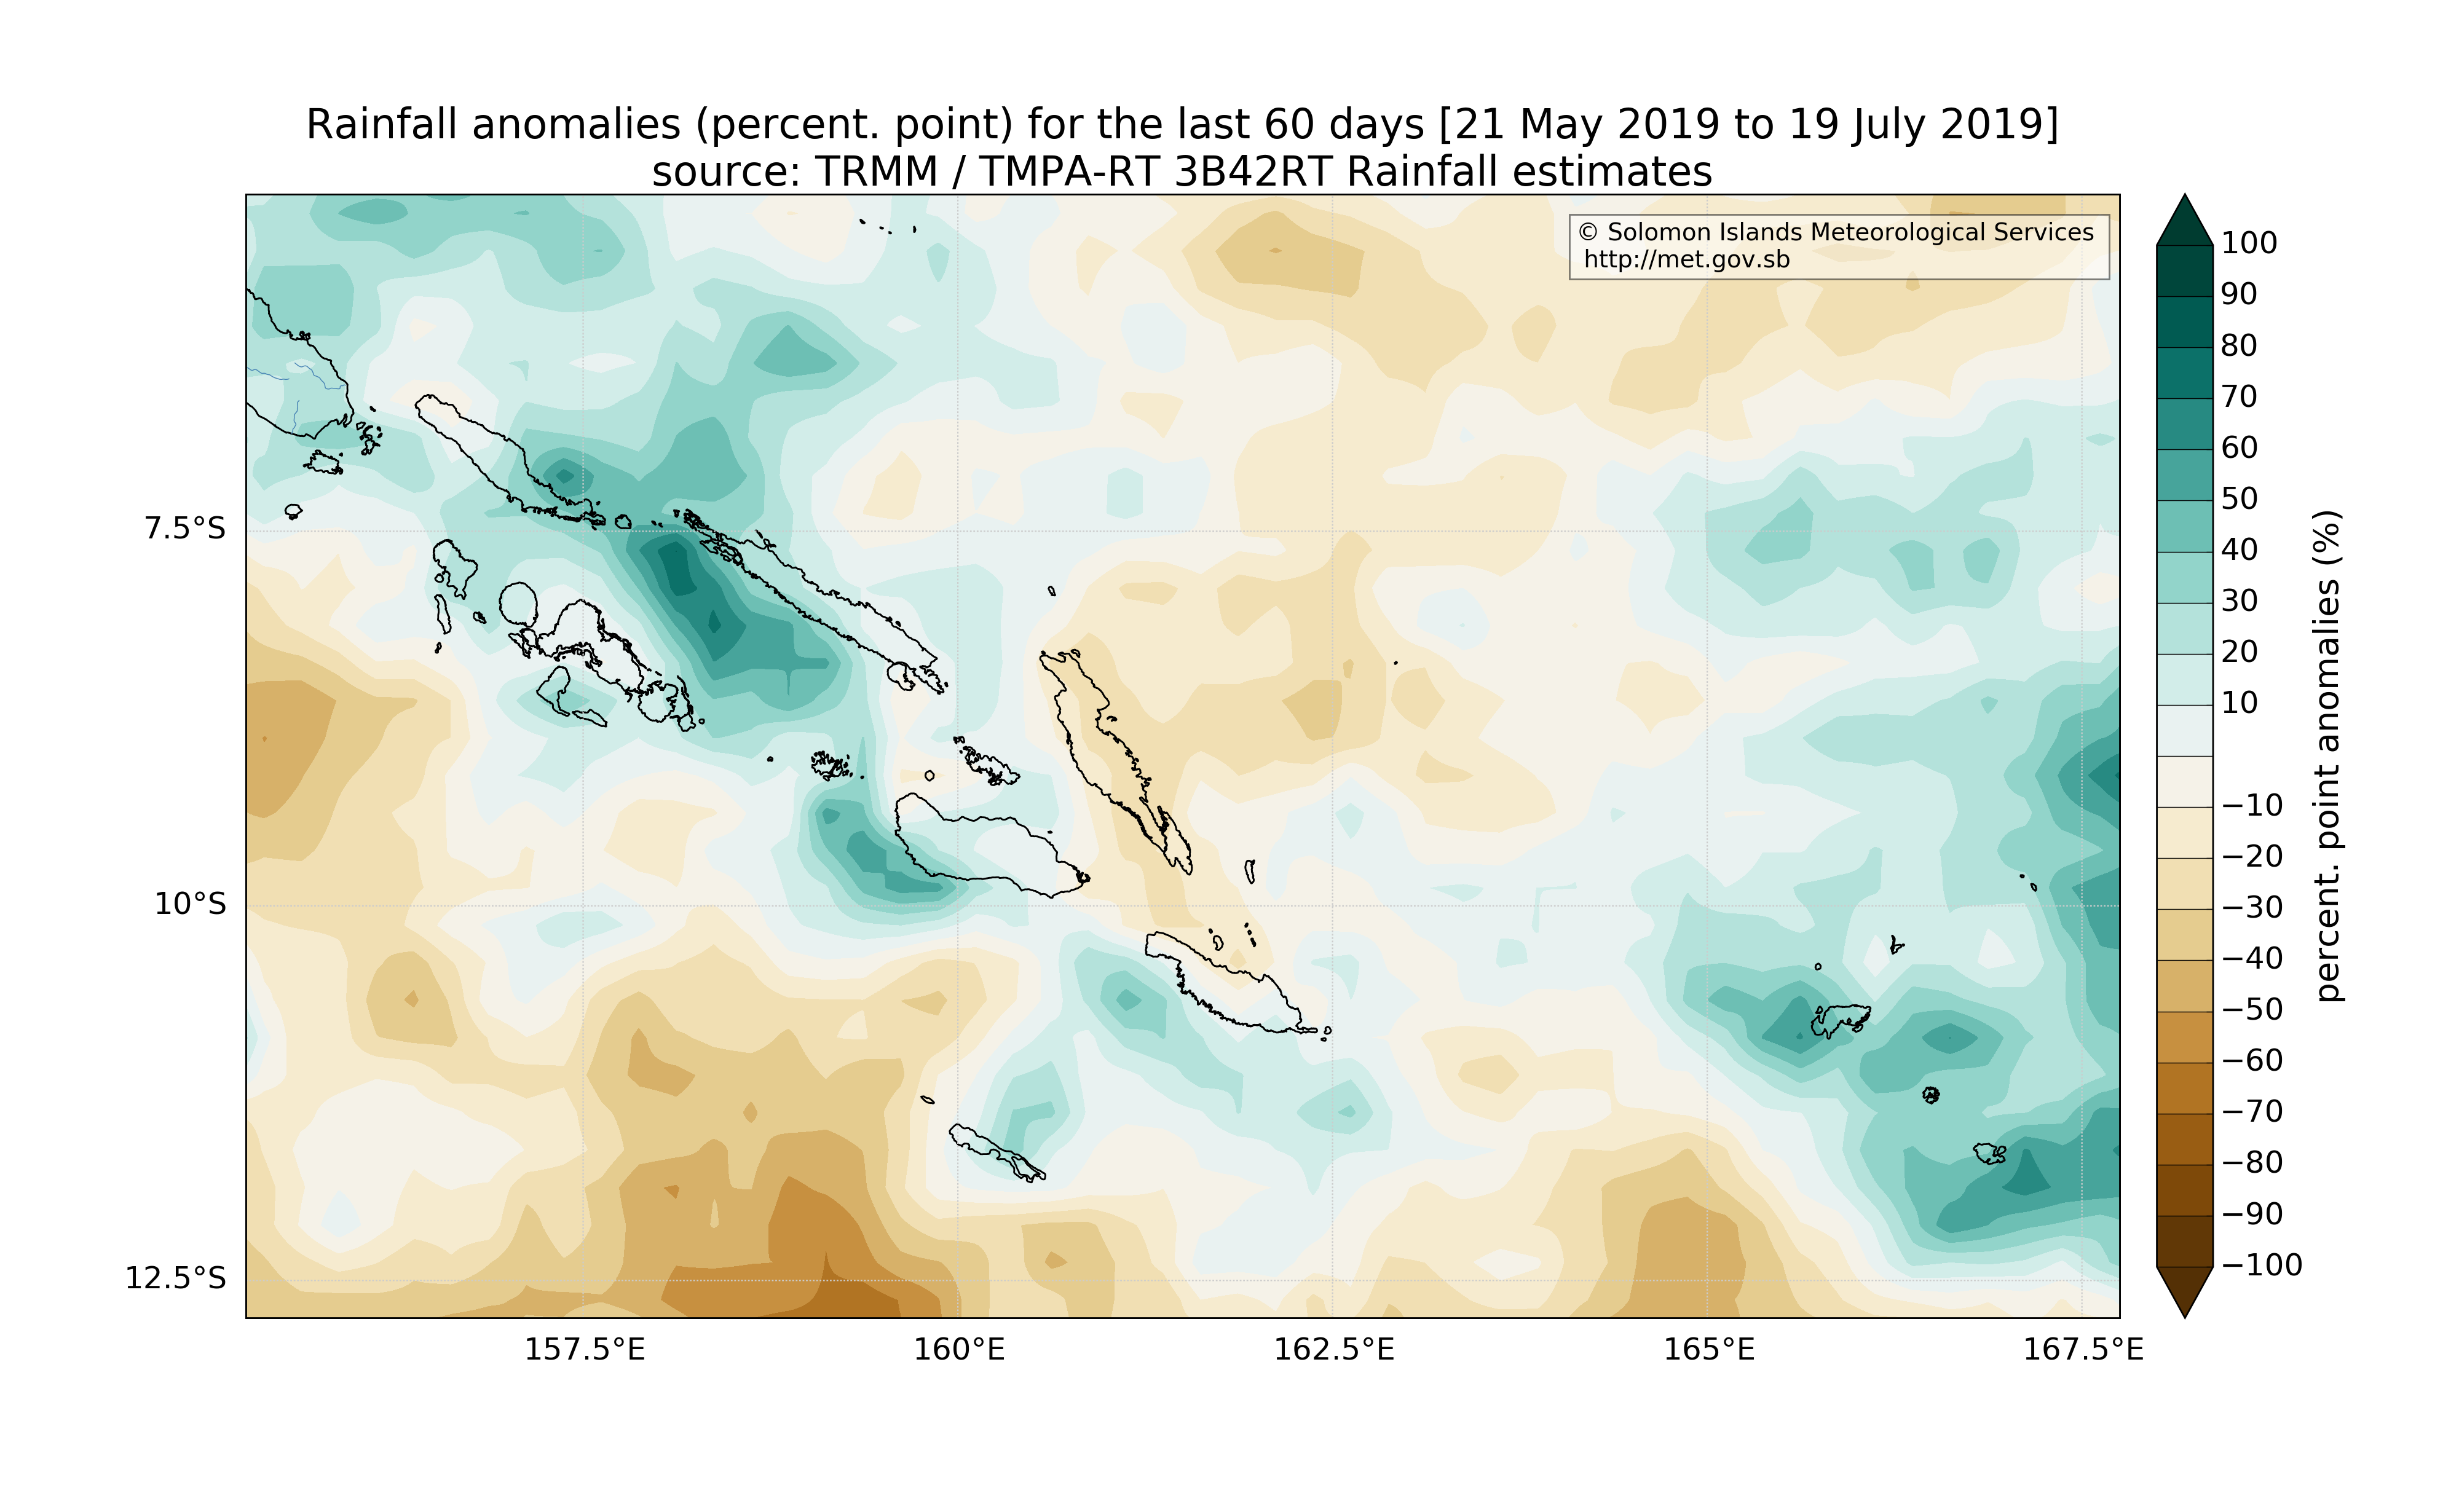 Rainfall anomalies (percent. point) for the last 60 days [21 May 2019 to 19 July 2019]
source: TRMM / TMPA-RT 3B42RT Rainfall estimates
© Solomon Islands Meteorological Services
http://met.gov.sb
7.5°S
10°S
12.5°S
157.5°E
160°E
162.5°E
165°E
167.5°E
100
90
80
70
60
50
40
30
20
10
−10
−20
−30
−40
−50
−60
−70
−80
−90
−100
percent. point anomalies (%)